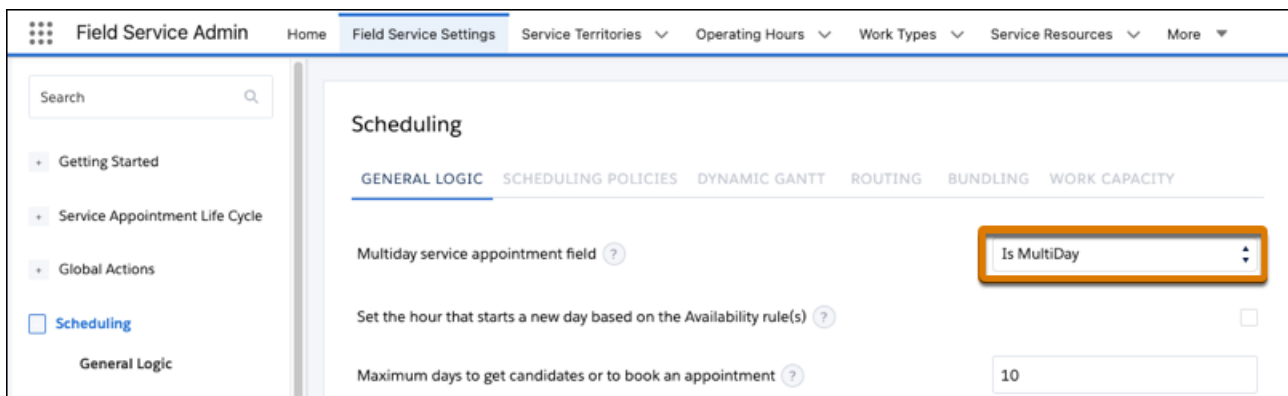 Field Service Admin Home Field Service Settings Service Territories Operating Hours Work Types Service Resources More
Search
Getting Started
Service Appointment Life Cycle
Global Actions
Scheduling
General Logic
Scheduling
GENERAL LOGIC SCHEDULING POLICIES DYNAMIC GANTT ROUTING BUNDLING WORK CAPACITY
Multiday service appointment field ? Is MultiDay
Set the hour that starts a new day based on the Availability rule(s) ?
Maximum days to get candidates or to book an appointment ? 10